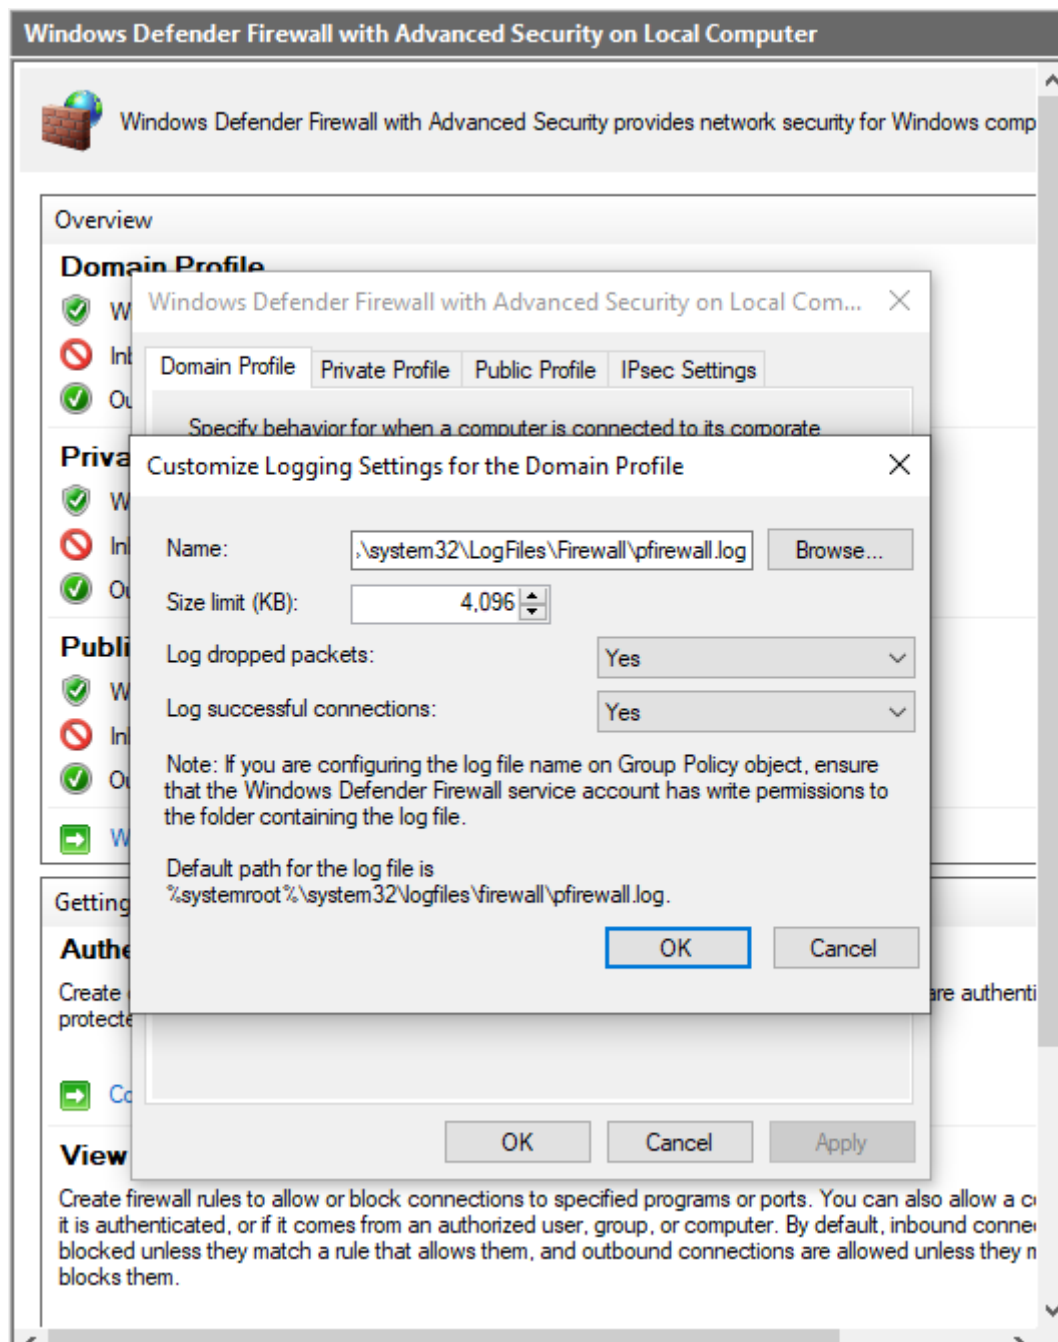 Windows Defender Firewall with Advanced Security on Local Computer
Windows Defender Firewall with Advanced Security provides network security for Windows comp
Overview
Domain Profile
Windows Defender Firewall with Advanced Security on Local Com...
Domain Profile
Private Profile
Public Profile
IPsec Settings
Specify behavior for when a computer is connected to its corporate
Customize Logging Settings for the Domain Profile
Name:
\system32\LogFiles\Firewall\pfirewall.log
Browse...
Size limit (KB):
4,096
Log dropped packets:
Yes
Log successful connections:
Yes
Note: If you are configuring the log file name on Group Policy object, ensure
that the Windows Defender Firewall service account has write permissions to
the folder containing the log file.
Default path for the log file is
%systemroot%\system32\logfiles\firewall\pfirewall.log.
OK
Cancel
Priva
Publi
Getting
Authe
Create
are authenti
protecte
OK
Cancel
Apply
View
Create firewall rules to allow or block connections to specified programs or ports. You can also allow a c
it is authenticated, or if it comes from an authorized user, group, or computer. By default, inbound conne
blocked unless they match a rule that allows them, and outbound connections are allowed unless they
blocks them.